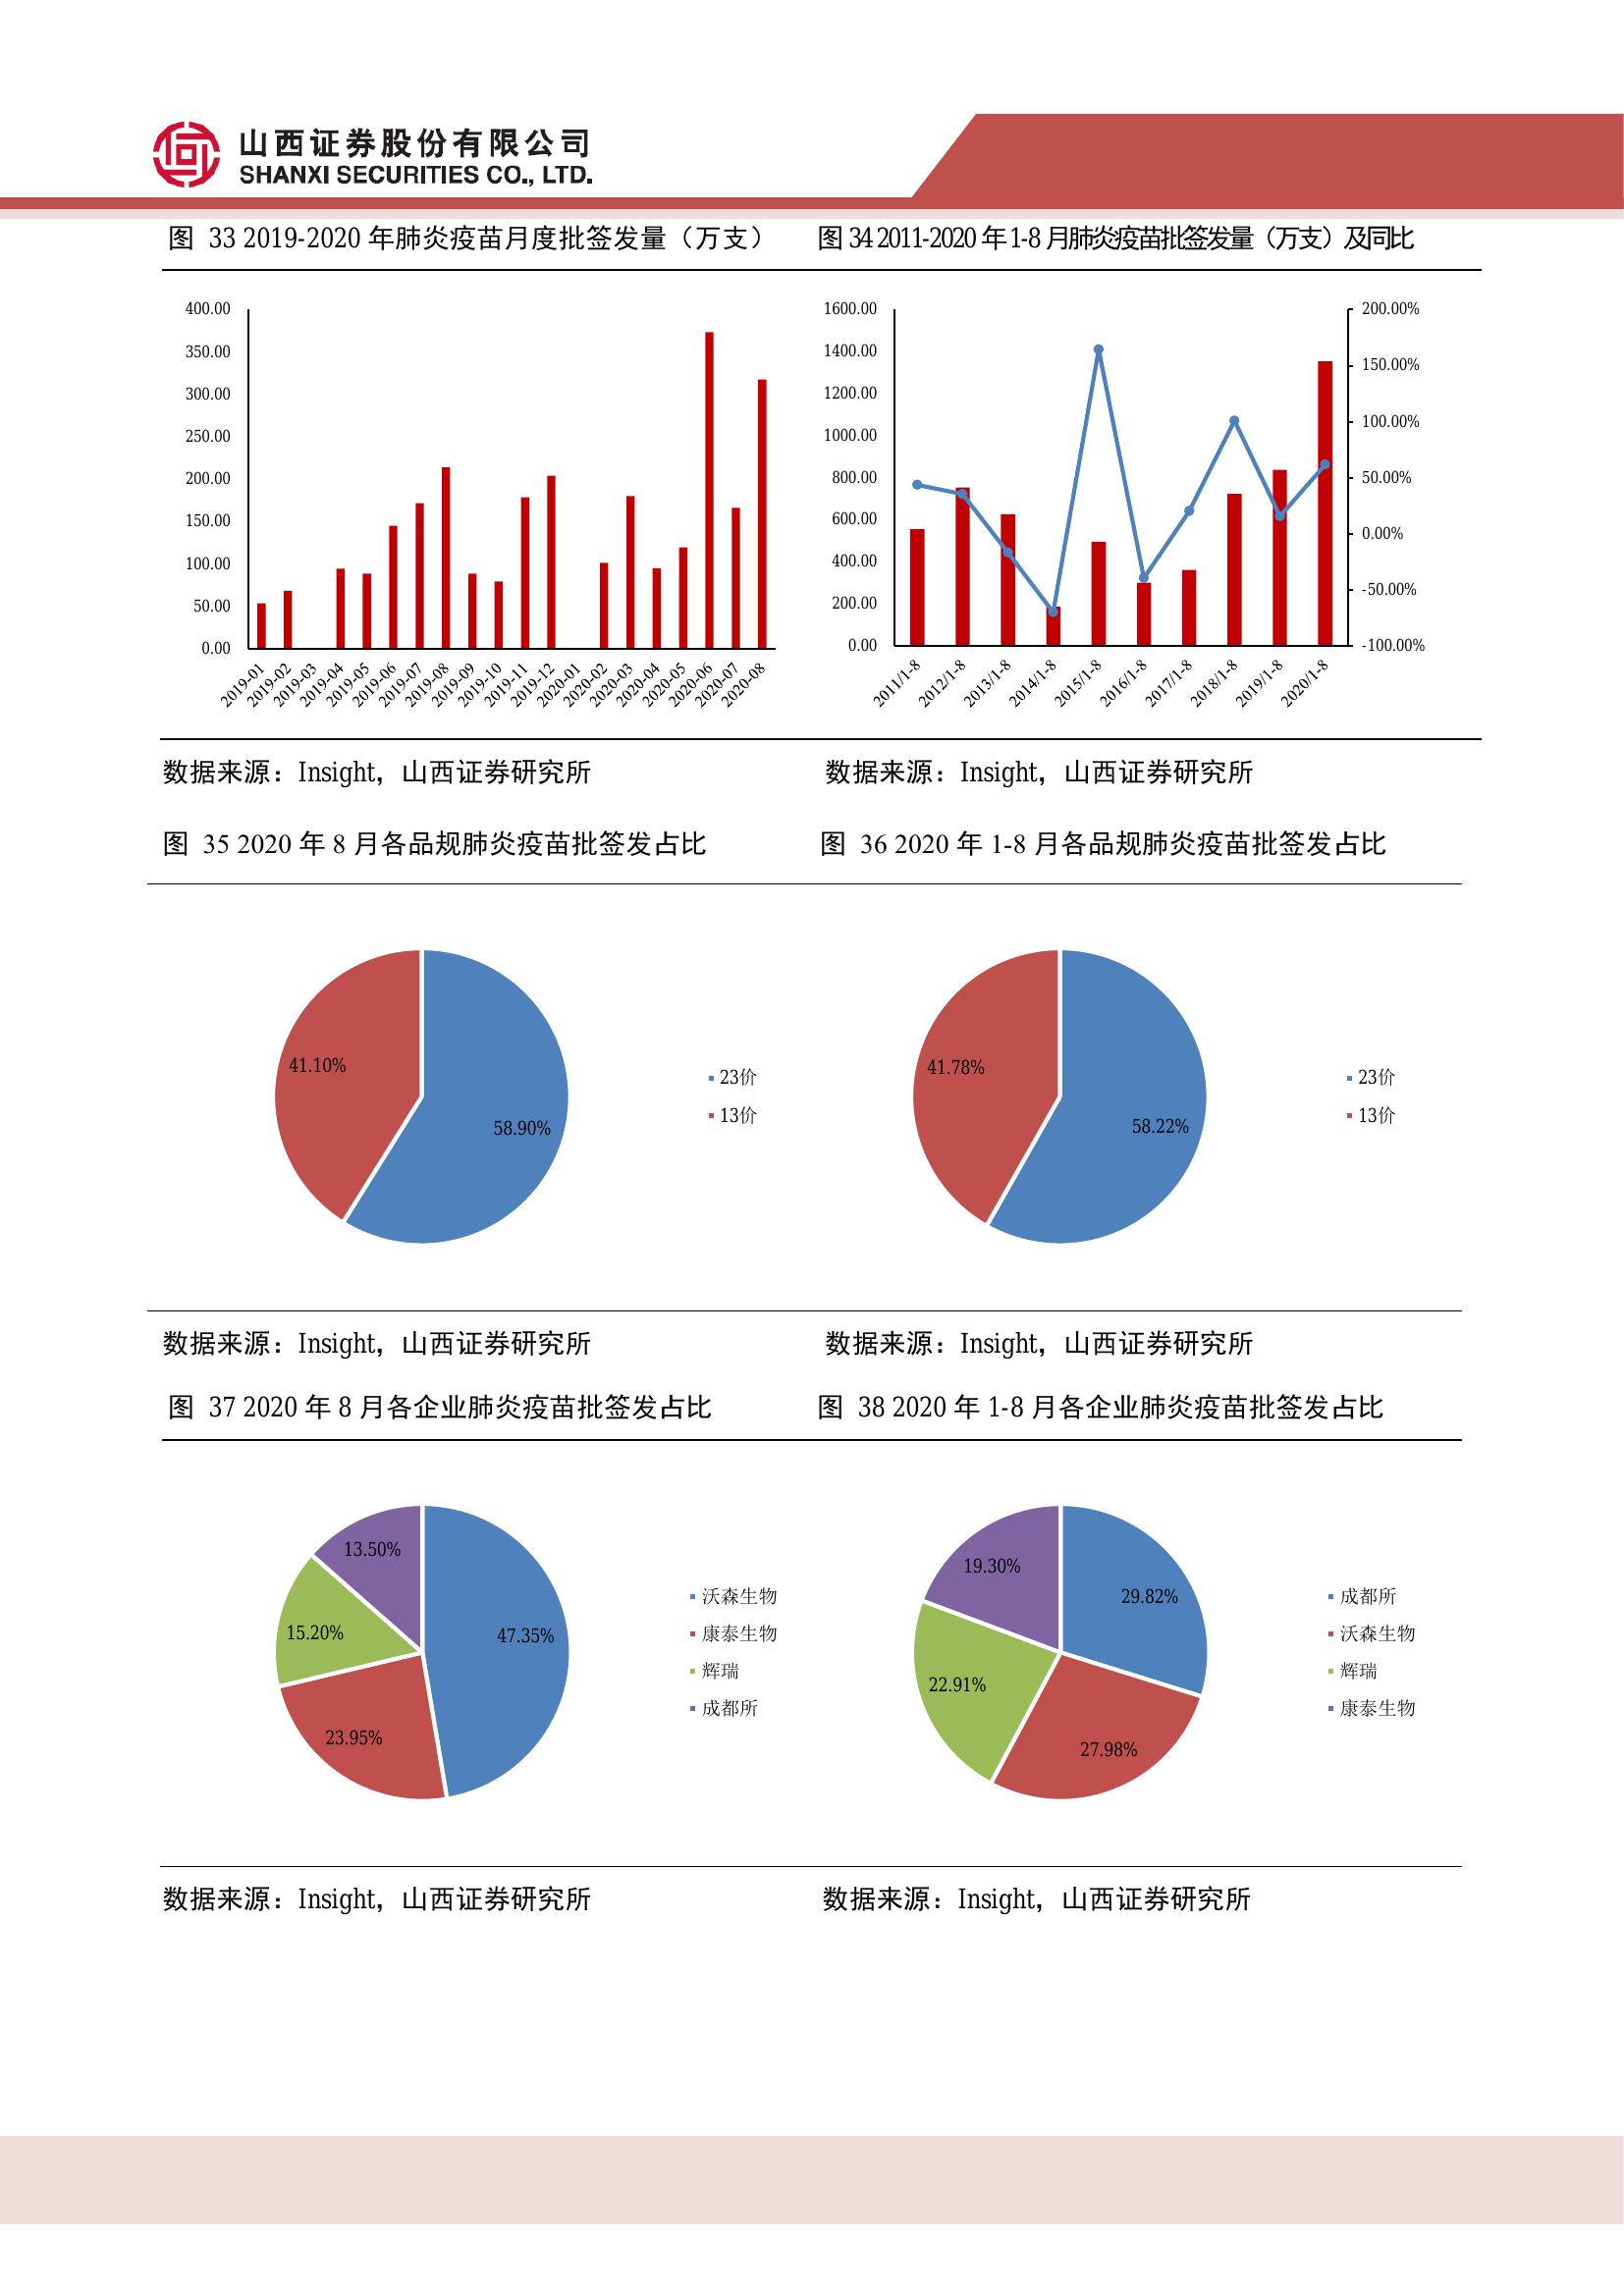 山西证券股份有限公司
SHANXI SECURITIES CO., LTD.
图 33 2019-2020 年肺炎疫苗月度批签发量（万支）
400.00
350.00
300.00
250.00
200.00
150.00
100.00
50.00
0.00
2019-01
2019-02
2019-03
2019-04
2019-05
2019-06
2019-07
2019-08
2019-09
2019-10
2019-11
2019-12
2020-01
2020-02
2020-03
2020-04
2020-05
2020-06
2020-07
2020-08
图 34 2011-2020 年 1-8 月肺炎疫苗批签发量（万支）及同比
1600.00
1400.00
1200.00
1000.00
800.00
600.00
400.00
200.00
0.00
200.00%
150.00%
100.00%
50.00%
0.00%
-50.00%
-100.00%
2011/1-8
2012/1-8
2013/1-8
2014/1-8
2015/1-8
2016/1-8
2017/1-8
2018/1-8
2019/1-8
2020/1-8
数据来源：Insight，山西证券研究所
数据来源：Insight，山西证券研究所
图 35 2020 年 8 月各品规肺炎疫苗批签发占比
41.10%
58.90%
23价
13价
图 36 2020 年 1-8 月各品规肺炎疫苗批签发占比
41.78%
58.22%
23价
13价
数据来源：Insight，山西证券研究所
数据来源：Insight，山西证券研究所
图 37 2020 年 8 月各企业肺炎疫苗批签发占比
13.50%
15.20%
47.35%
23.95%
沃森生物
康泰生物
辉瑞
成都所
图 38 2020 年 1-8 月各企业肺炎疫苗批签发占比
19.30%
29.82%
22.91%
27.98%
成都所
沃森生物
辉瑞
康泰生物
数据来源：Insight，山西证券研究所
数据来源：Insight，山西证券研究所